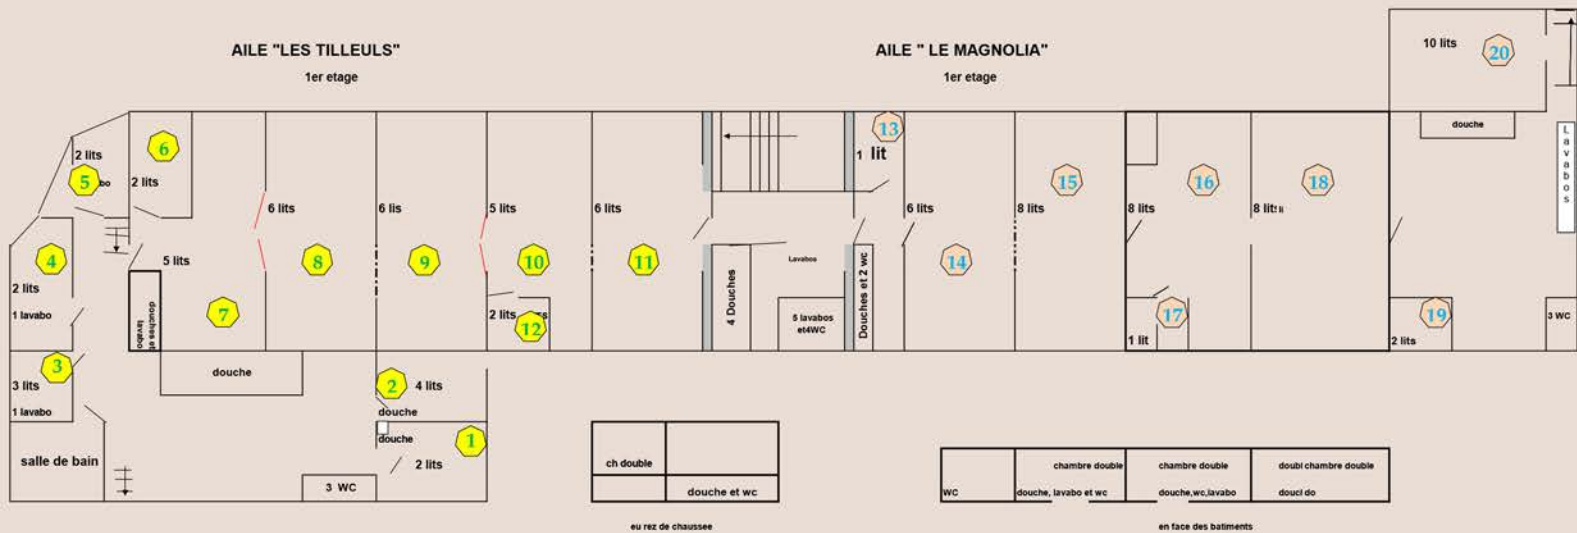 AILE "LES TILLEULS"
1er etage
AILE " LE MAGNOLIA"
1er etage
10 lits
20
douche
Lavabos
2 lits
5
6
2 lits
13
1 lit
6 lits
6 lis
5 lits
6 lits
6 lits
8 lits
15
8 lits
16
8 lits
18
4
2 lits
1 lavabo
5 lits
7
8
9
10
11
14
douches et
lavabo
2 lits
12
4 Douches
Lavabos
5 lavabos
et4WC
Douches et 2 wc
1 lit
17
19
2 lits
3 WC
3
3 lits
1 lavabo
douche
2
4 lits
douche
douche
1
2 lits
salle de bain
3 WC
ch double
douche et wc
eu rez de chaussee
WC
chambre double
douche, lavabo et wc
chambre double
douche,wc,lavabo
doubl chambre double
doucl do
en face des batiments